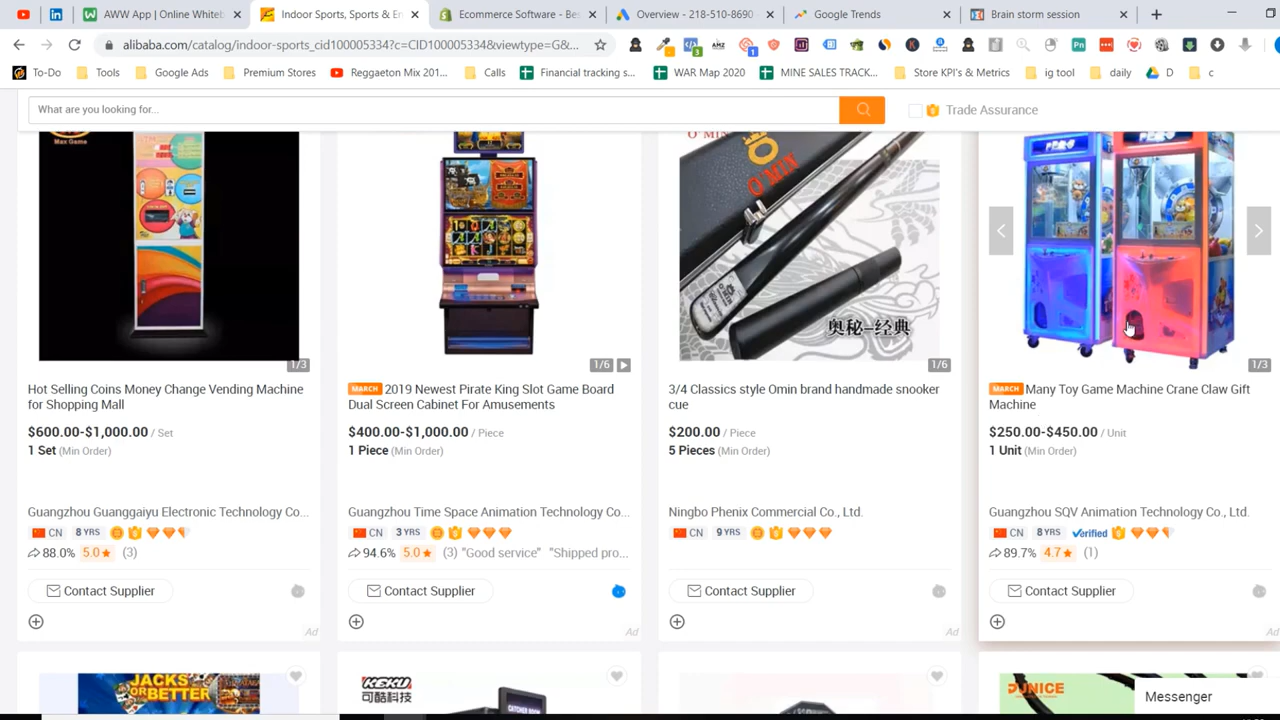 AWW App | Online Whiteb
Indoor Sports, Sports & En
Ecommerce Software - Bes
Overview - 218-510-8690
Google Trends
Brain storm session
alibaba.com/catalog/indoor-sports_cid100005334?c=CID100005334&viewtype=G&...
To-Do
Tools
Google Ads
Premium Stores
Reggaeton Mix 201...
Calls
Financial tracking s...
WAR Map 2020
MINE SALES TRACK...
Store KPI's & Metrics
ig tool
daily
D
c
What are you looking for...
Trade Assurance
Max Game
O'MIN
O'MIN
奥秘-经典
1/3
1/6
1/6
1/3
Hot Selling Coins Money Change Vending Machine
for Shopping Mall
$600.00-$1,000.00 / Set
1 Set (Min Order)
Guangzhou Guanggaiyu Electronic Technology Co...
CN 8 YRS
88.0% 5.0 (3)
Contact Supplier
Ad
MARCH 2019 Newest Pirate King Slot Game Board
Dual Screen Cabinet For Amusements
$400.00-$1,000.00 / Piece
1 Piece (Min Order)
Guangzhou Time Space Animation Technology Co...
CN 3 YRS
94.6% 5.0 (3) "Good service" "Shipped pro...
Contact Supplier
Ad
3/4 Classics style Omin brand handmade snooker
cue
$200.00 / Piece
5 Pieces (Min Order)
Ningbo Phenix Commercial Co., Ltd.
CN 9 YRS
Contact Supplier
Ad
MARCH Many Toy Game Machine Crane Claw Gift
Machine
$250.00-$450.00 / Unit
1 Unit (Min Order)
Guangzhou SQV Animation Technology Co., Ltd.
CN 8 YRS Verified
89.7% 4.7 (1)
Contact Supplier
Ad
JACKS
OR BETTER
KEKU
可酷科技
Messenger